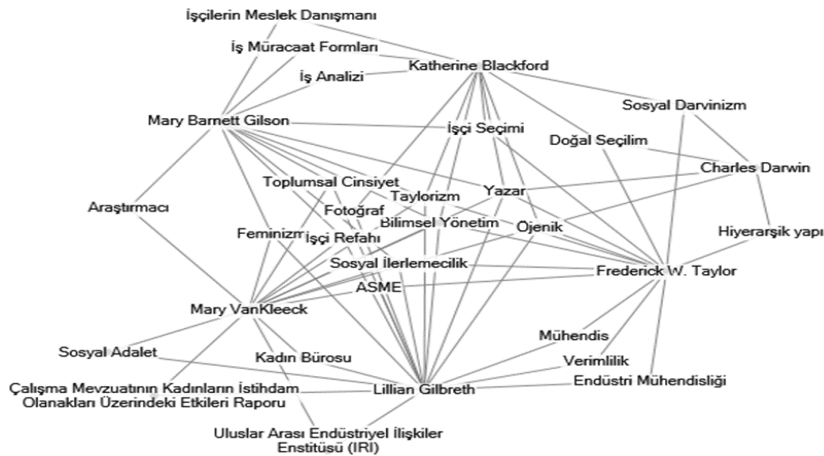 İşçilerin Meslek Danışmanı
İş Müracaat Formları
Katherine Blackford
İş Analizi
Sosyal Darvinizm
Mary Barnett Gilson
İşçi Seçimi
Doğal Seçilim
Charles Darwin
Toplumsal Cinsiyet
Taylorizm
Yazar
Araştırmacı
Fotoğraf
Bilimsel Yönetim
Öjenik
Hiyerarşik yapı
Feminizm
İşçi Refahı
Sosyal İlerlemecilik
Frederick W. Taylor
ASME
Mary VanKleeck
Mühendis
Sosyal Adalet
Kadın Bürosu
Verimlilik
Endüstri Mühendisliği
Çalışma Mevzuatının Kadınların İstihdam
Olanakları Üzerindeki Etkileri Raporu
Lillian Gilbreth
Uluslar Arası Endüstriyel İlişkiler
Enstitüsü (IRI)